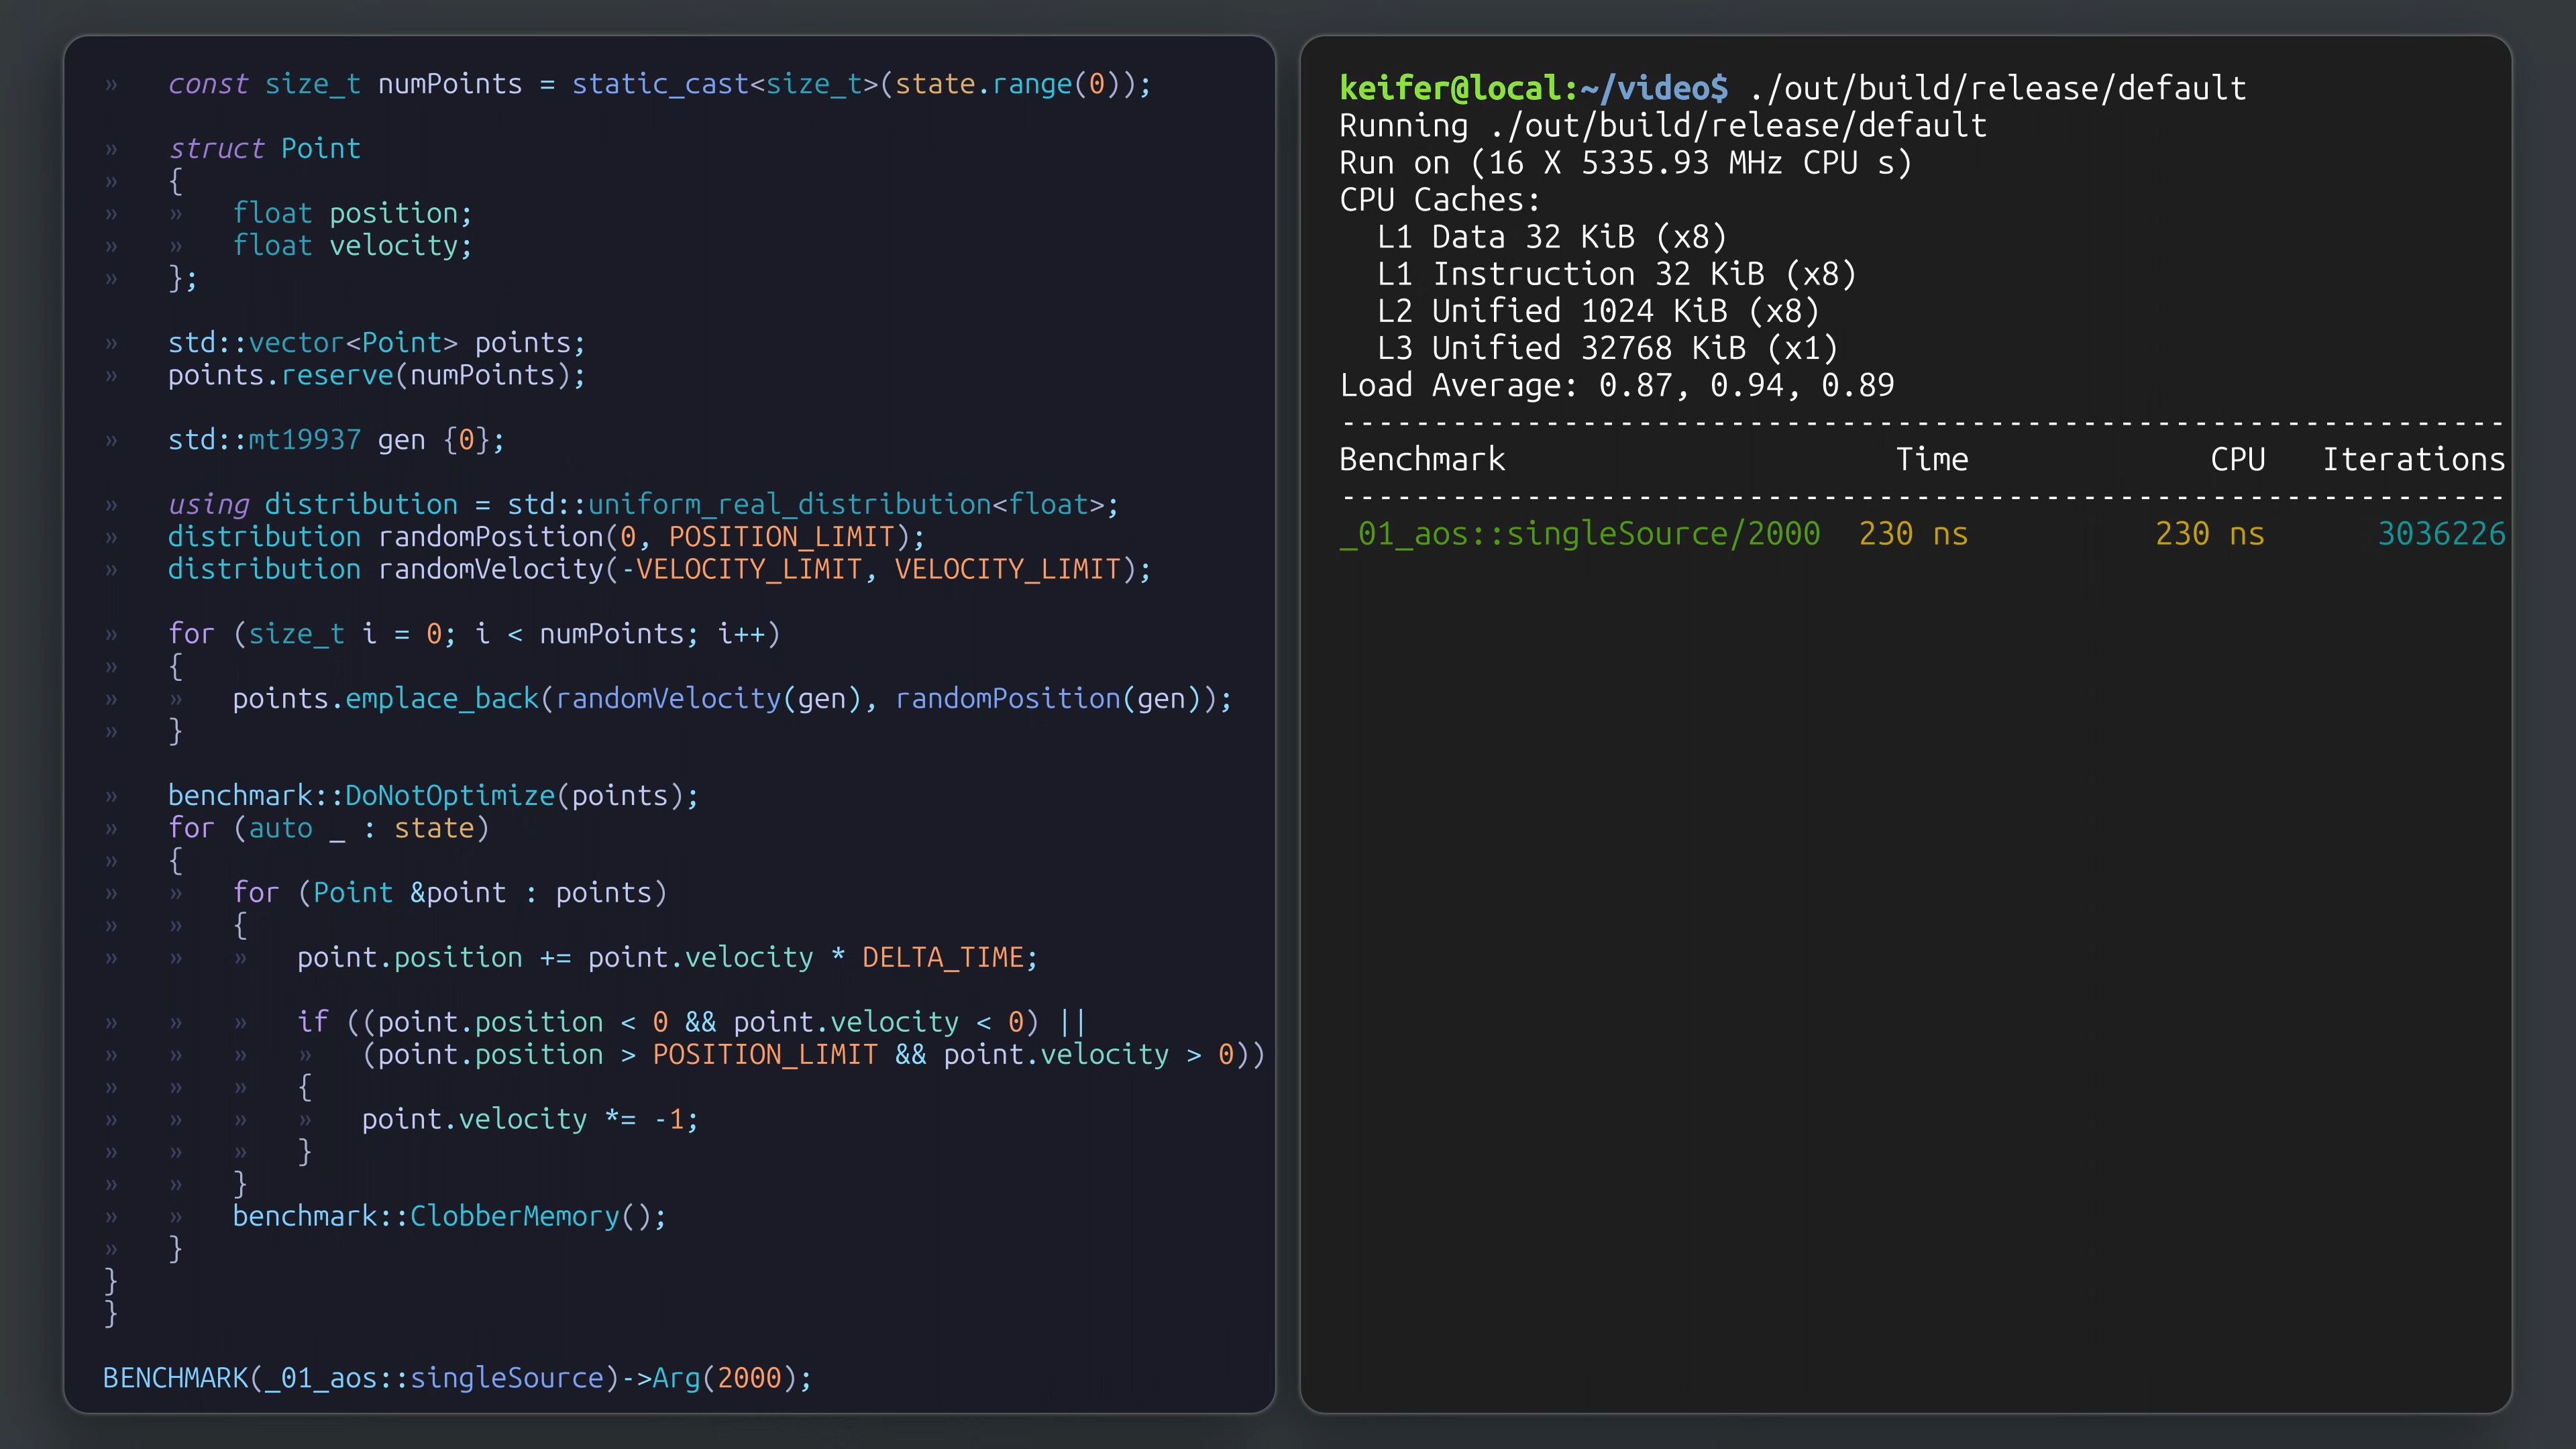 const size_t numPoints = static_cast<size_t>(state.range(0));
struct Point
{
float position;
float velocity;
};
std::vector<Point> points;
points.reserve(numPoints);
std::mt19937 gen {0};
using distribution = std::uniform_real_distribution<float>;
distribution randomPosition(0, POSITION_LIMIT);
distribution randomVelocity(-VELOCITY_LIMIT, VELOCITY_LIMIT);
for (size_t i = 0; i < numPoints; i++)
{
points.emplace_back(randomVelocity(gen), randomPosition(gen));
}
benchmark::DoNotOptimize(points);
for (auto _ : state)
{
for (Point &point : points)
{
point.position += point.velocity * DELTA_TIME;
if ((point.position < 0 && point.velocity < 0) ||
(point.position > POSITION_LIMIT && point.velocity > 0))
{
point.velocity *= -1;
}
}
benchmark::ClobberMemory();
}
}
}
BENCHMARK(_01_aos::singleSource)->Arg(2000);
keifer@local:~/video$ ./out/build/release/default
Running ./out/build/release/default
Run on (16 X 5335.93 MHz CPU s)
CPU Caches:
L1 Data 32 KiB (x8)
L1 Instruction 32 KiB (x8)
L2 Unified 1024 KiB (x8)
L3 Unified 32768 KiB (x1)
Load Average: 0.87, 0.94, 0.89
---------------------------------------------------------------
Benchmark Time CPU Iterations
---------------------------------------------------------------
_01_aos::singleSource/2000 230 ns 230 ns 3036226